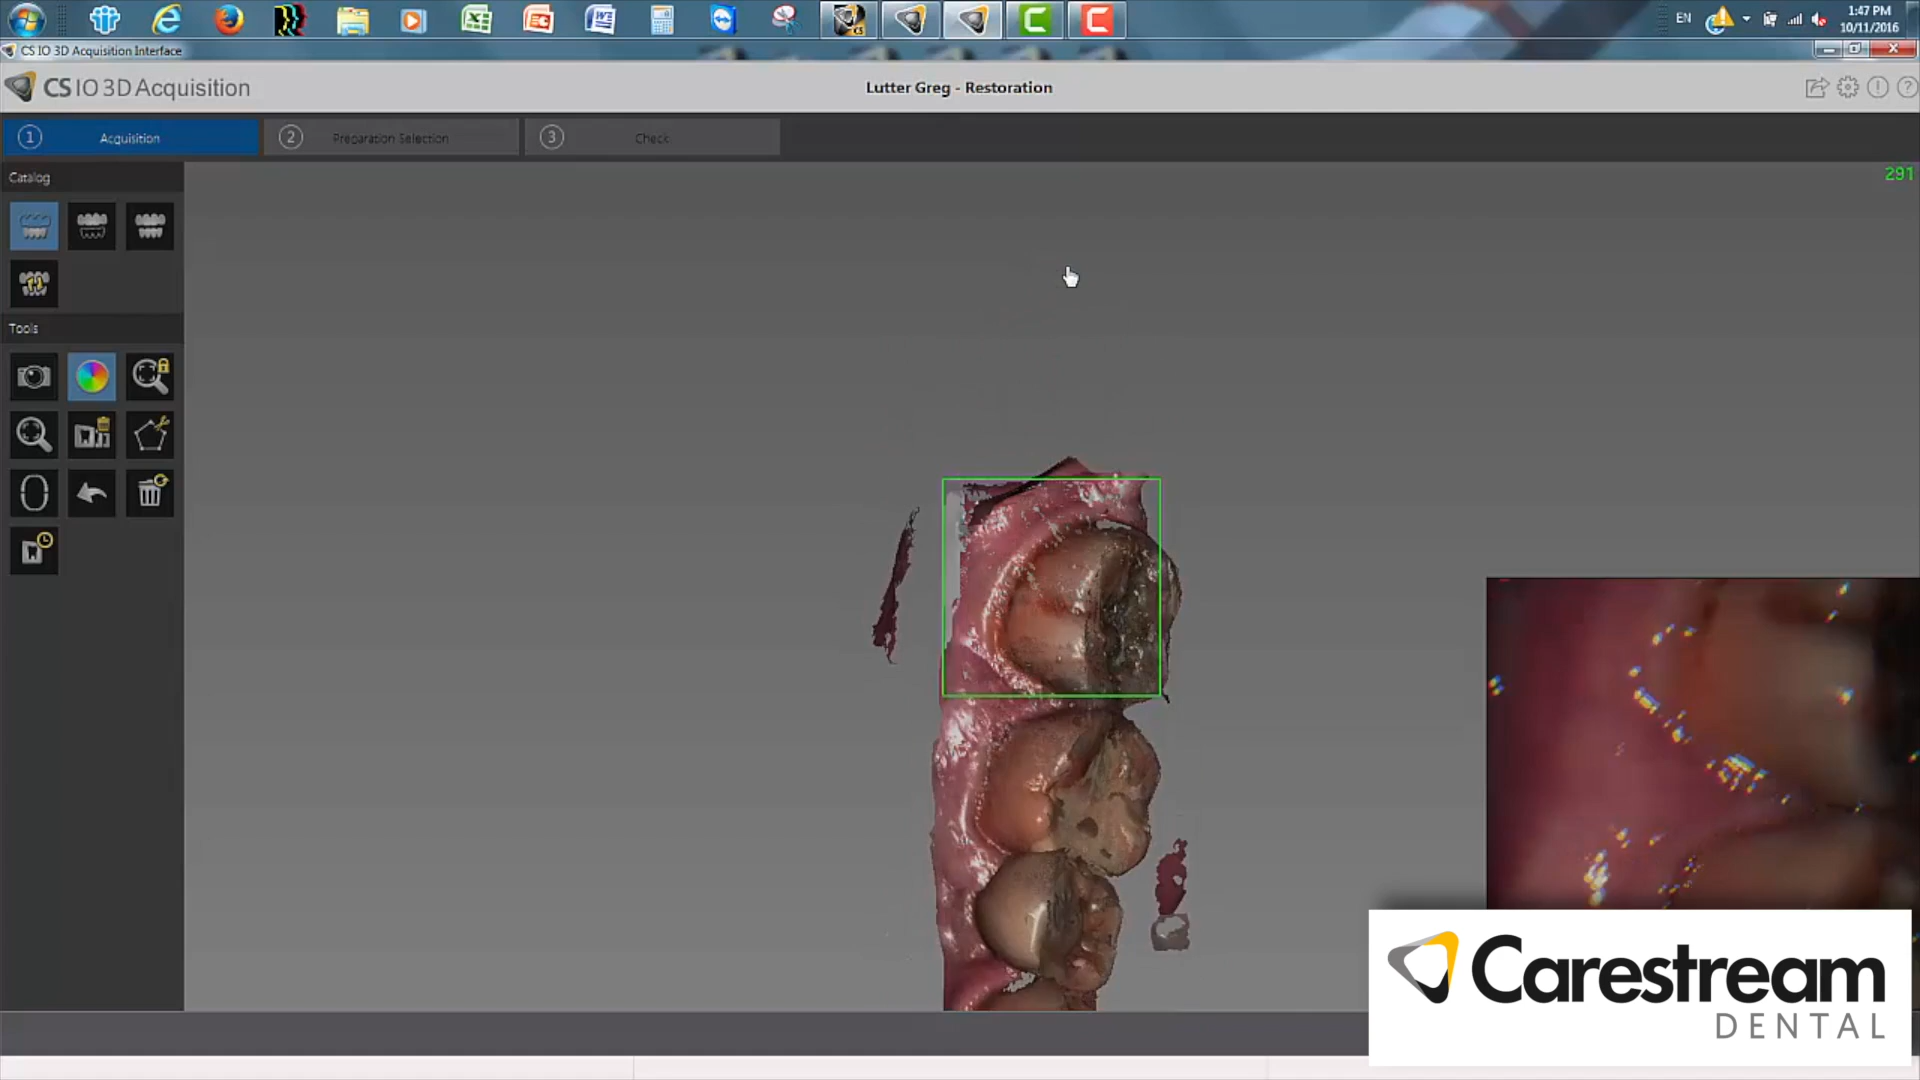 EN
1:47 PM
10/11/2016
CS IO 3D Acquisition Interface
CS IO 3D Acquisition
Lutter Greg - Restoration
1 Acquisition
2 Preparation Selection
3 Check
Catalog
291
Tools
Carestream
DENTAL